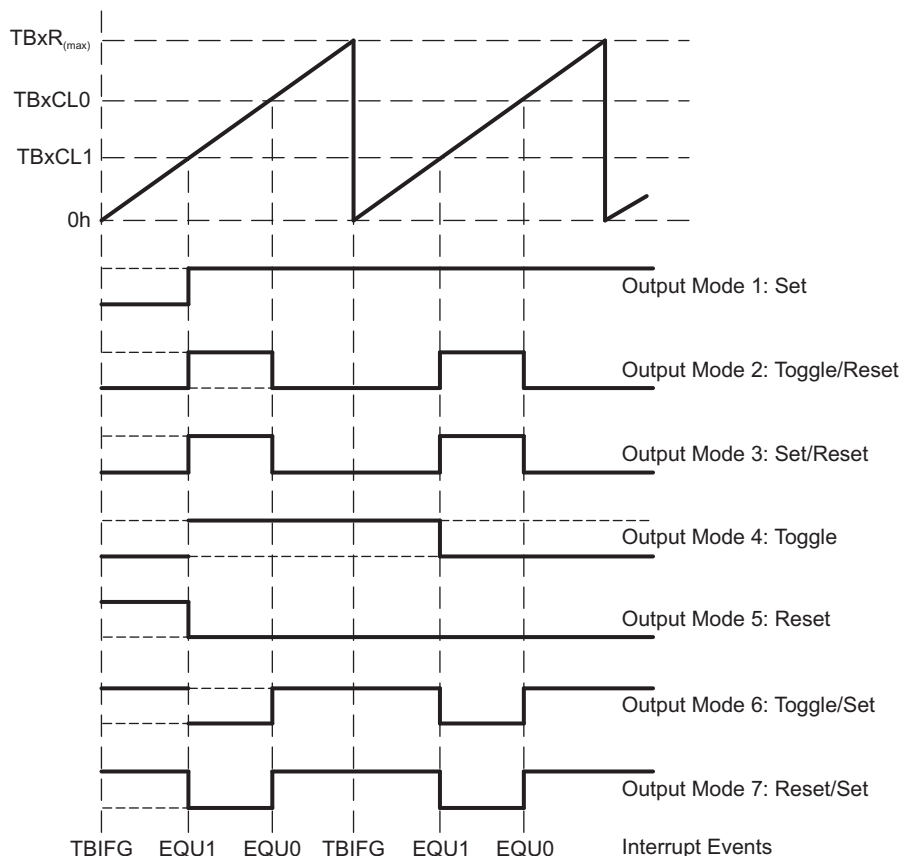 TBxR(max)
TBxCL0
TBxCL1
0h
Output Mode 1: Set
Output Mode 2: Toggle/Reset
Output Mode 3: Set/Reset
Output Mode 4: Toggle
Output Mode 5: Reset
Output Mode 6: Toggle/Set
Output Mode 7: Reset/Set
TBIFG EQU1 EQU0 TBIFG EQU1 EQU0 Interrupt Events